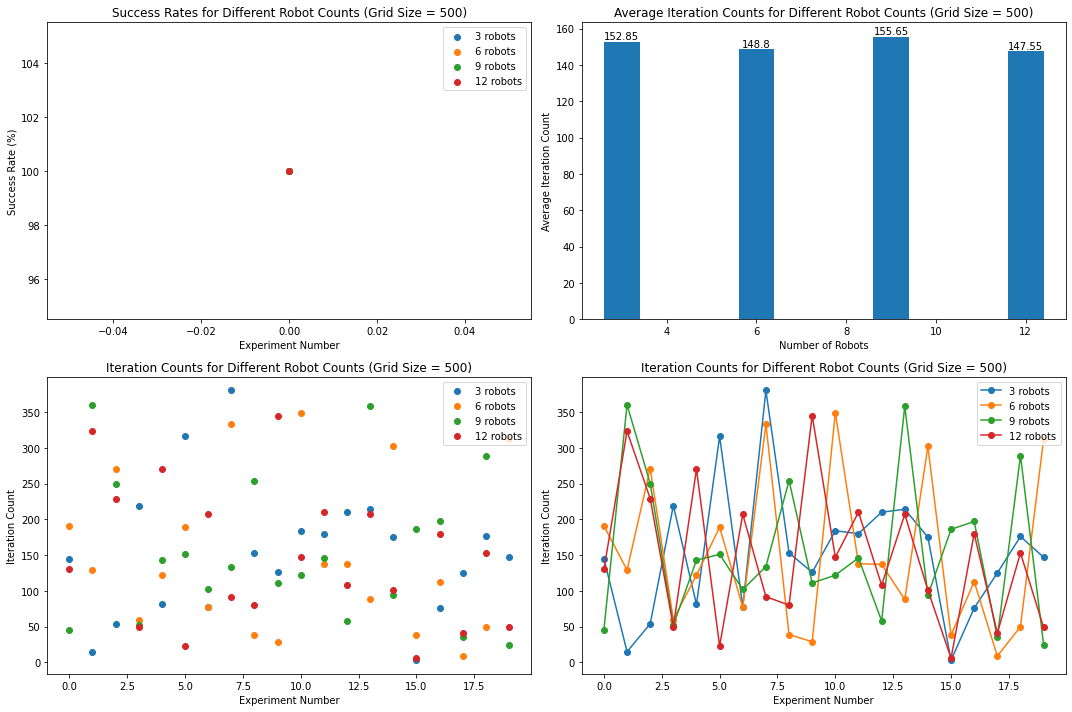 Success Rates for Different Robot Counts (Grid Size = 500)
Success Rate (%)
104
102
100
98
96
3 robots
6 robots
9 robots
12 robots
−0.04
−0.02
0.00
0.02
0.04
Experiment Number
Average Iteration Counts for Different Robot Counts (Grid Size = 500)
Average Iteration Count
160
140
120
100
80
60
40
20
0
152.85
148.8
155.65
147.55
4
6
8
10
12
Number of Robots
Iteration Counts for Different Robot Counts (Grid Size = 500)
Iteration Count
350
300
250
200
150
100
50
0
3 robots
6 robots
9 robots
12 robots
0.0
2.5
5.0
7.5
10.0
12.5
15.0
17.5
Experiment Number
Iteration Counts for Different Robot Counts (Grid Size = 500)
Iteration Count
350
300
250
200
150
100
50
0
3 robots
6 robots
9 robots
12 robots
0.0
2.5
5.0
7.5
10.0
12.5
15.0
17.5
Experiment Number